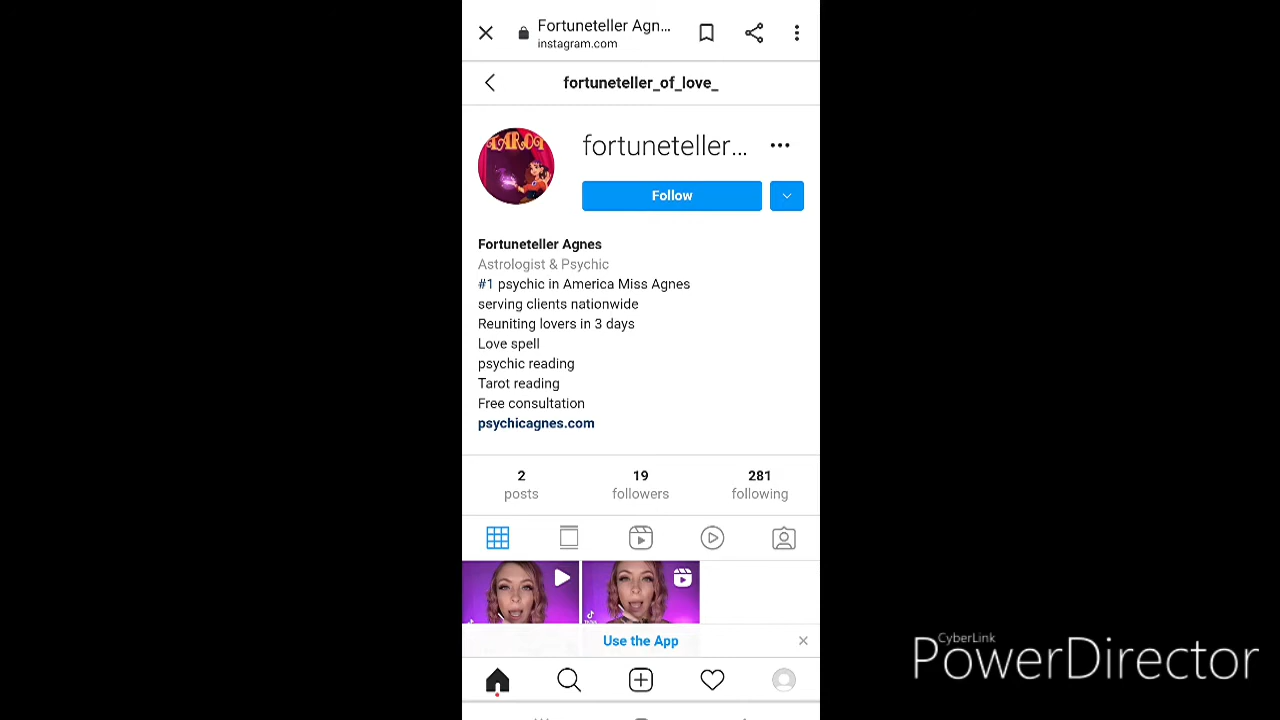 Fortuneteller Agn...
instagram.com
fortuneteller_of_love_
TAROT
fortuneteller...
Follow
Fortuneteller Agnes
Astrologist & Psychic
#1 psychic in America Miss Agnes
serving clients nationwide
Reuniting lovers in 3 days
Love spell
psychic reading
Tarot reading
Free consultation
psychicagnes.com
2
posts
19
followers
281
following
Use the App
CyberLink
PowerDirector